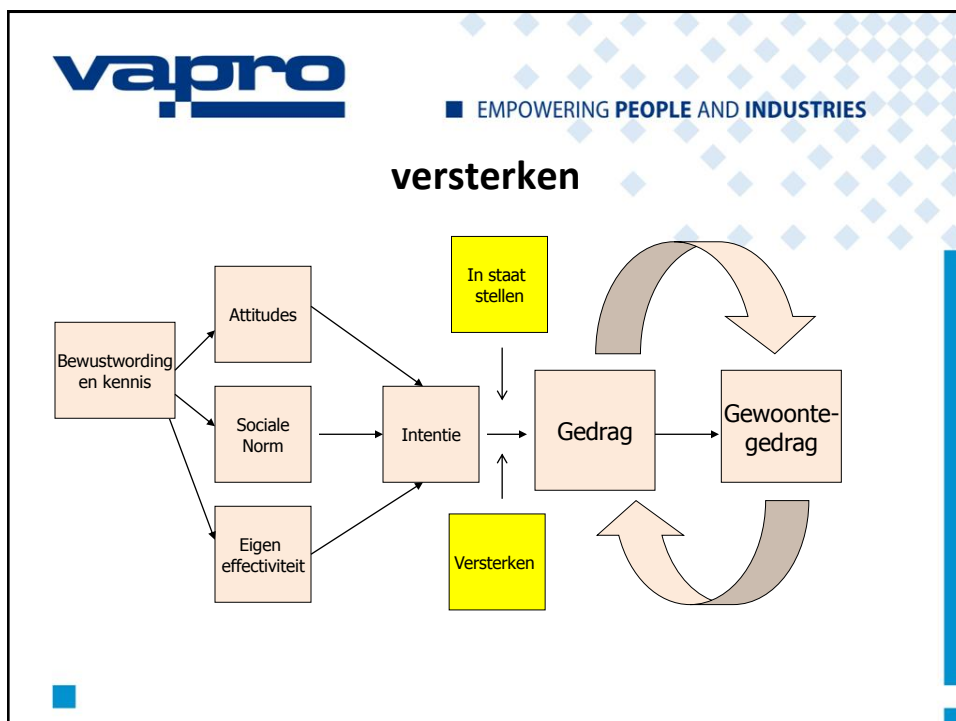 vapro
EMPOWERING PEOPLE AND INDUSTRIES
versterken
Bewustwording
en kennis
Attitudes
Sociale
Norm
Eigen
effectiviteit
Intentie
In staat
stellen
Versterken
Gedrag
Gewoonte-
gedrag